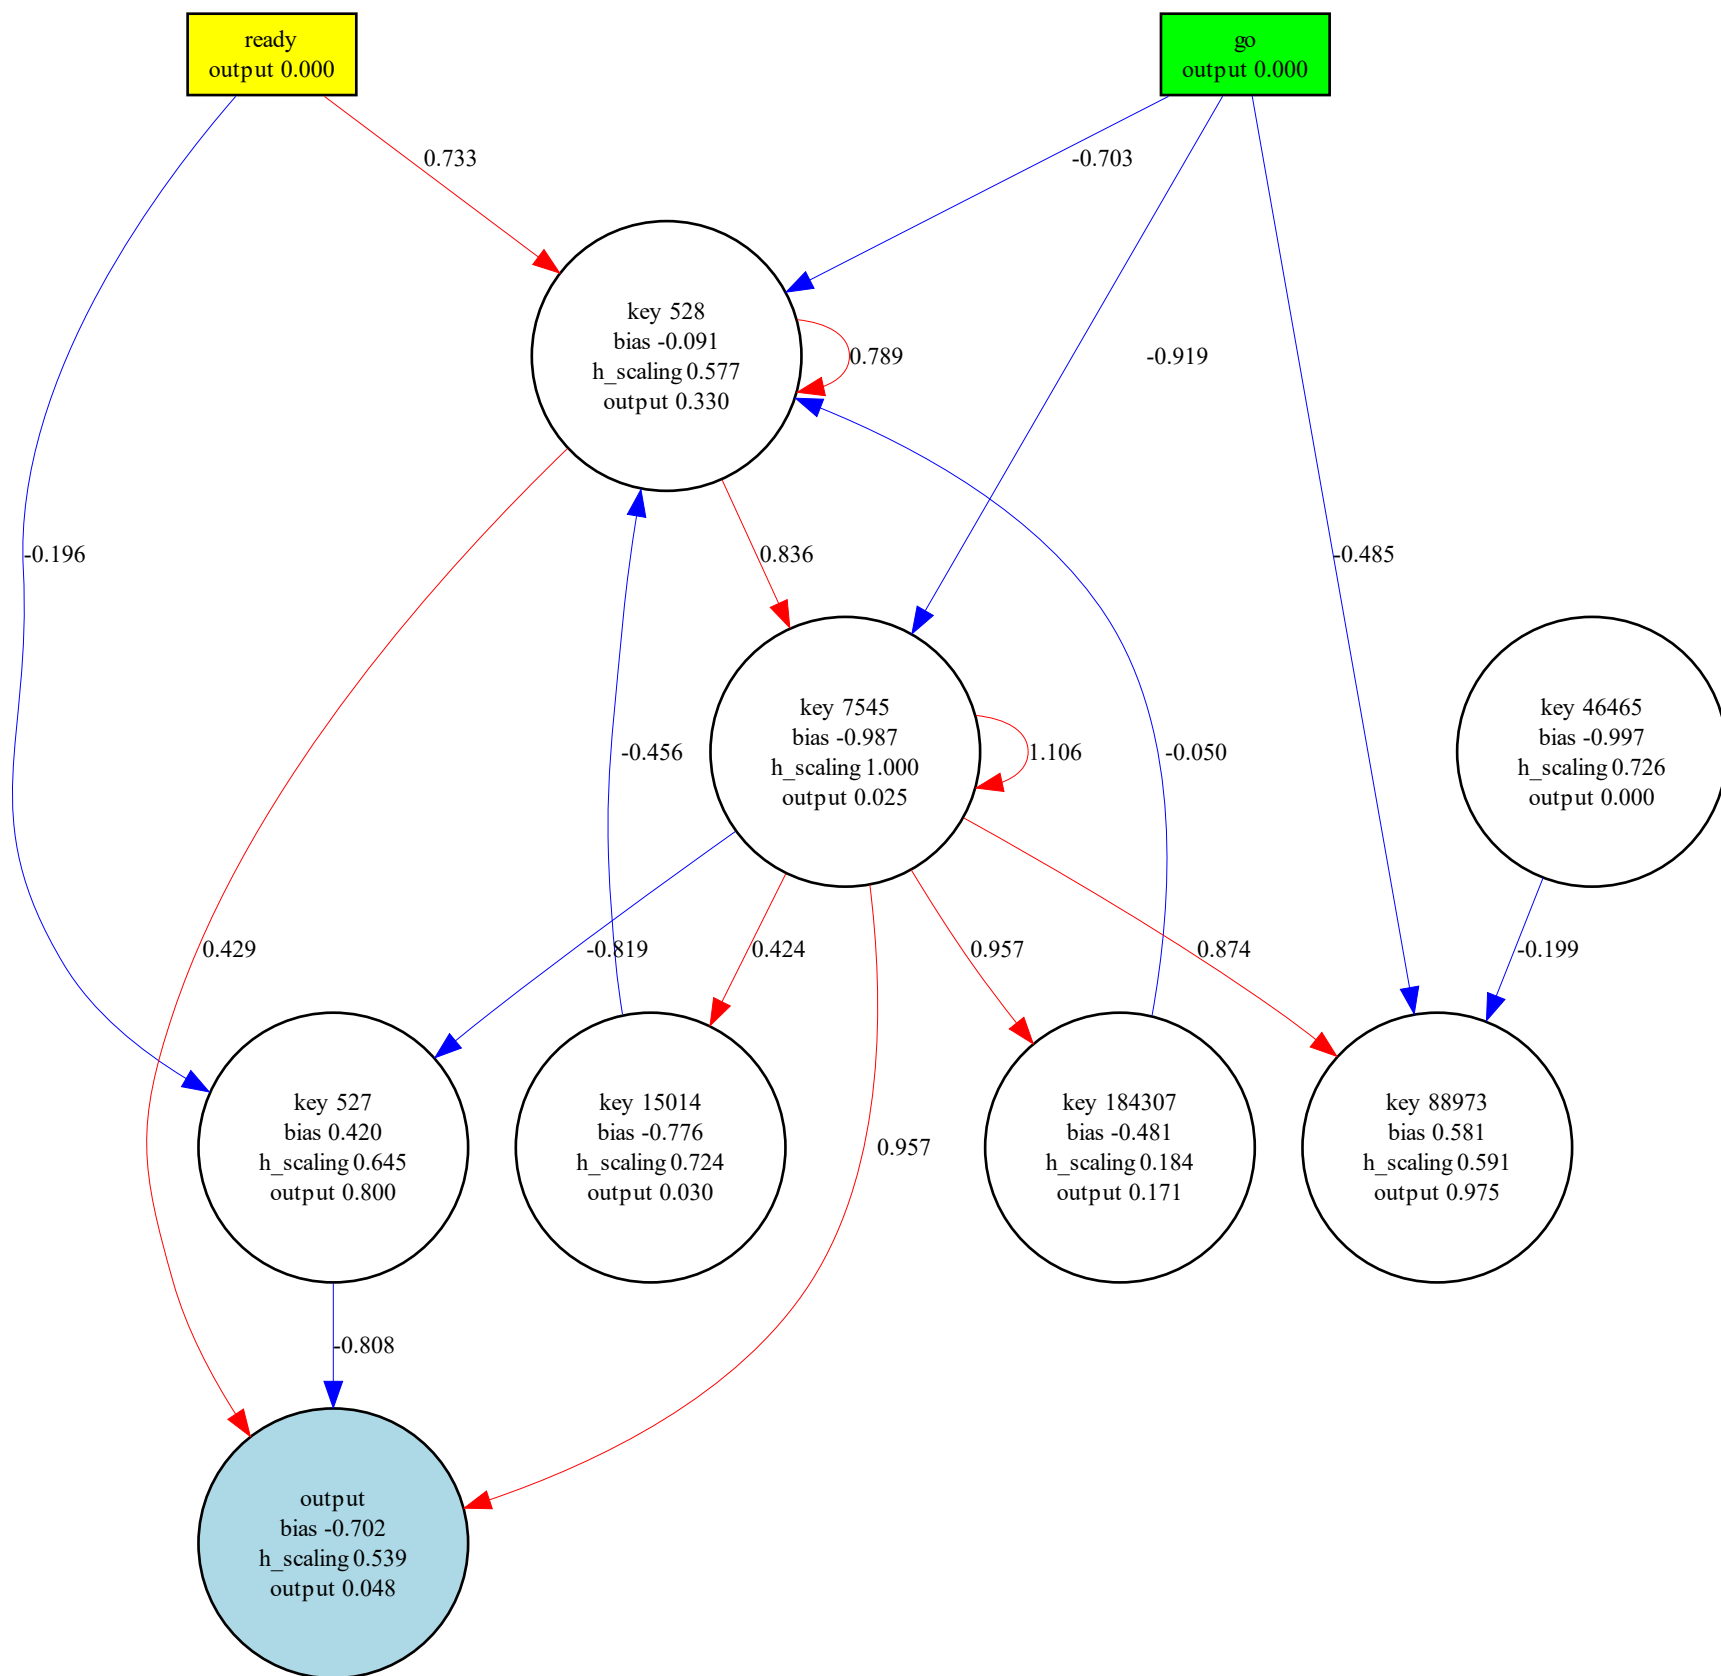 ready
output 0.000
go
output 0.000
0.733
-0.703
key 528
bias -0.091
h_scaling 0.577
output 0.330
0.789
-0.919
-0.196
0.836
-0.485
key 7545
bias -0.987
h_scaling 1.000
output 0.025
1.106
-0.456
-0.050
key 46465
bias -0.997
h_scaling 0.726
output 0.000
0.429
-0.819
0.424
0.957
0.874
-0.199
key 527
bias 0.420
h_scaling 0.645
output 0.800
key 15014
bias -0.776
h_scaling 0.724
output 0.030
0.957
key 184307
bias -0.481
h_scaling 0.184
output 0.171
key 88973
bias 0.581
h_scaling 0.591
output 0.975
-0.808
output
bias -0.702
h_scaling 0.539
output 0.048